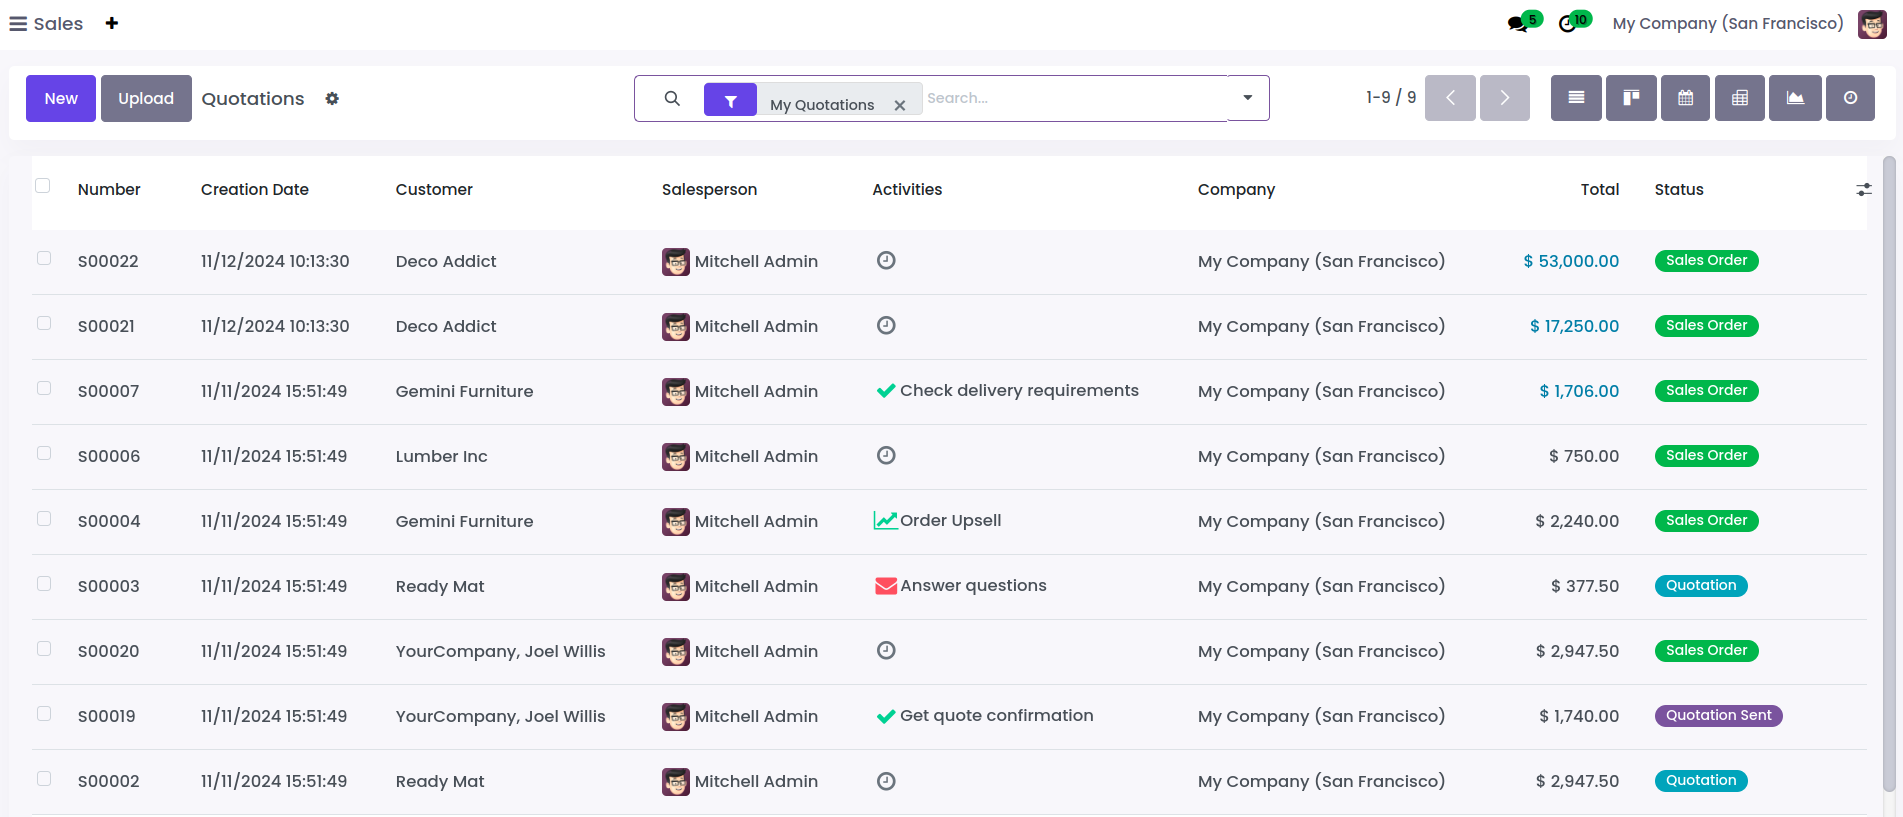 Sales + 5 10 My Company (San Francisco)
New Upload Quotations My Quotations Search... 1-9 / 9
Number Creation Date Customer Salesperson Activities Company Total Status
S00022 11/12/2024 10:13:30 Deco Addict Mitchell Admin My Company (San Francisco) $ 53,000.00 Sales Order
S00021 11/12/2024 10:13:30 Deco Addict Mitchell Admin My Company (San Francisco) $ 17,250.00 Sales Order
S00007 11/11/2024 15:51:49 Gemini Furniture Mitchell Admin Check delivery requirements My Company (San Francisco) $ 1,706.00 Sales Order
S00006 11/11/2024 15:51:49 Lumber Inc Mitchell Admin My Company (San Francisco) $ 750.00 Sales Order
S00004 11/11/2024 15:51:49 Gemini Furniture Mitchell Admin Order Upsell My Company (San Francisco) $ 2,240.00 Sales Order
S00003 11/11/2024 15:51:49 Ready Mat Mitchell Admin Answer questions My Company (San Francisco) $ 377.50 Quotation
S00020 11/11/2024 15:51:49 YourCompany, Joel Willis Mitchell Admin My Company (San Francisco) $ 2,947.50 Sales Order
S00019 11/11/2024 15:51:49 YourCompany, Joel Willis Mitchell Admin Get quote confirmation My Company (San Francisco) $ 1,740.00 Quotation Sent
S00002 11/11/2024 15:51:49 Ready Mat Mitchell Admin My Company (San Francisco) $ 2,947.50 Quotation